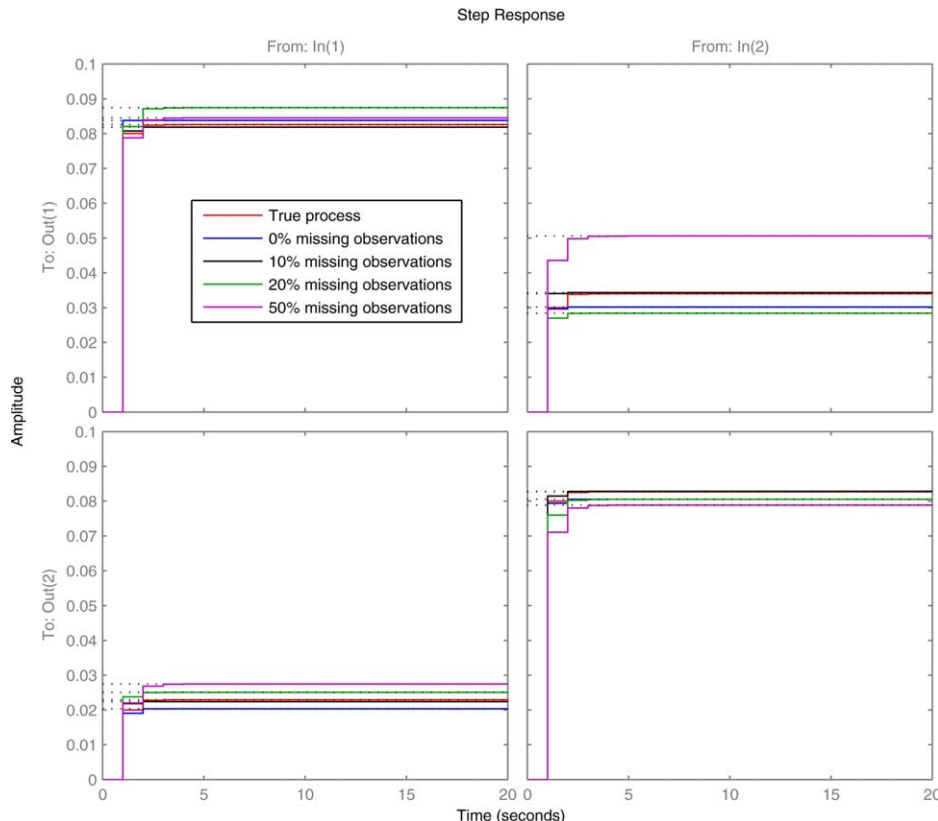 Step Response
From: In(1)
From: In(2)
To: Out(1)
0.1
0.09
0.08
0.07
0.06
0.05
0.04
0.03
0.02
0.01
0
True process
0% missing observations
10% missing observations
20% missing observations
50% missing observations
Amplitude
To: Out(2)
0.1
0.09
0.08
0.07
0.06
0.05
0.04
0.03
0.02
0.01
0
0 5 10 15 20
0 5 10 15 20
Time (seconds)